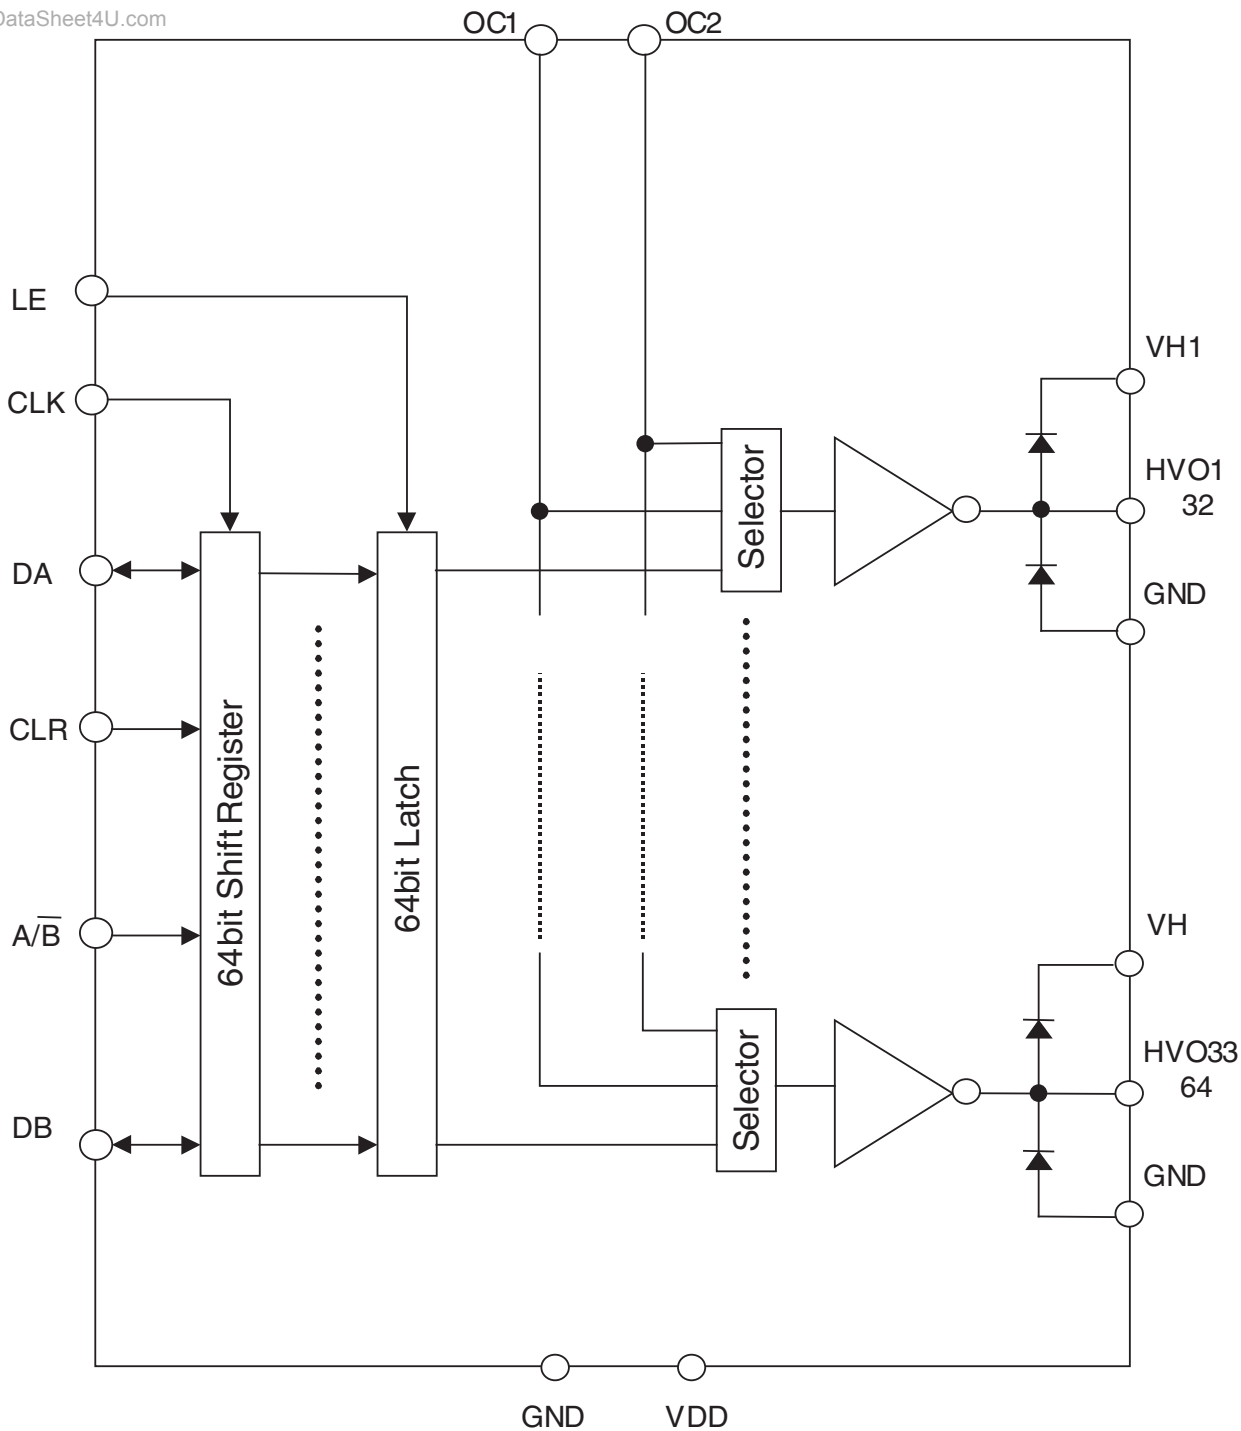 DataSheet4U.com
OC1
OC2
LE
CLK
DA
CLR
A/B̅
DB
64bit Shift Register
64bit Latch
Selector
Selector
VH1
HVO1
32
GND
VH
HVO33
64
GND
GND
VDD